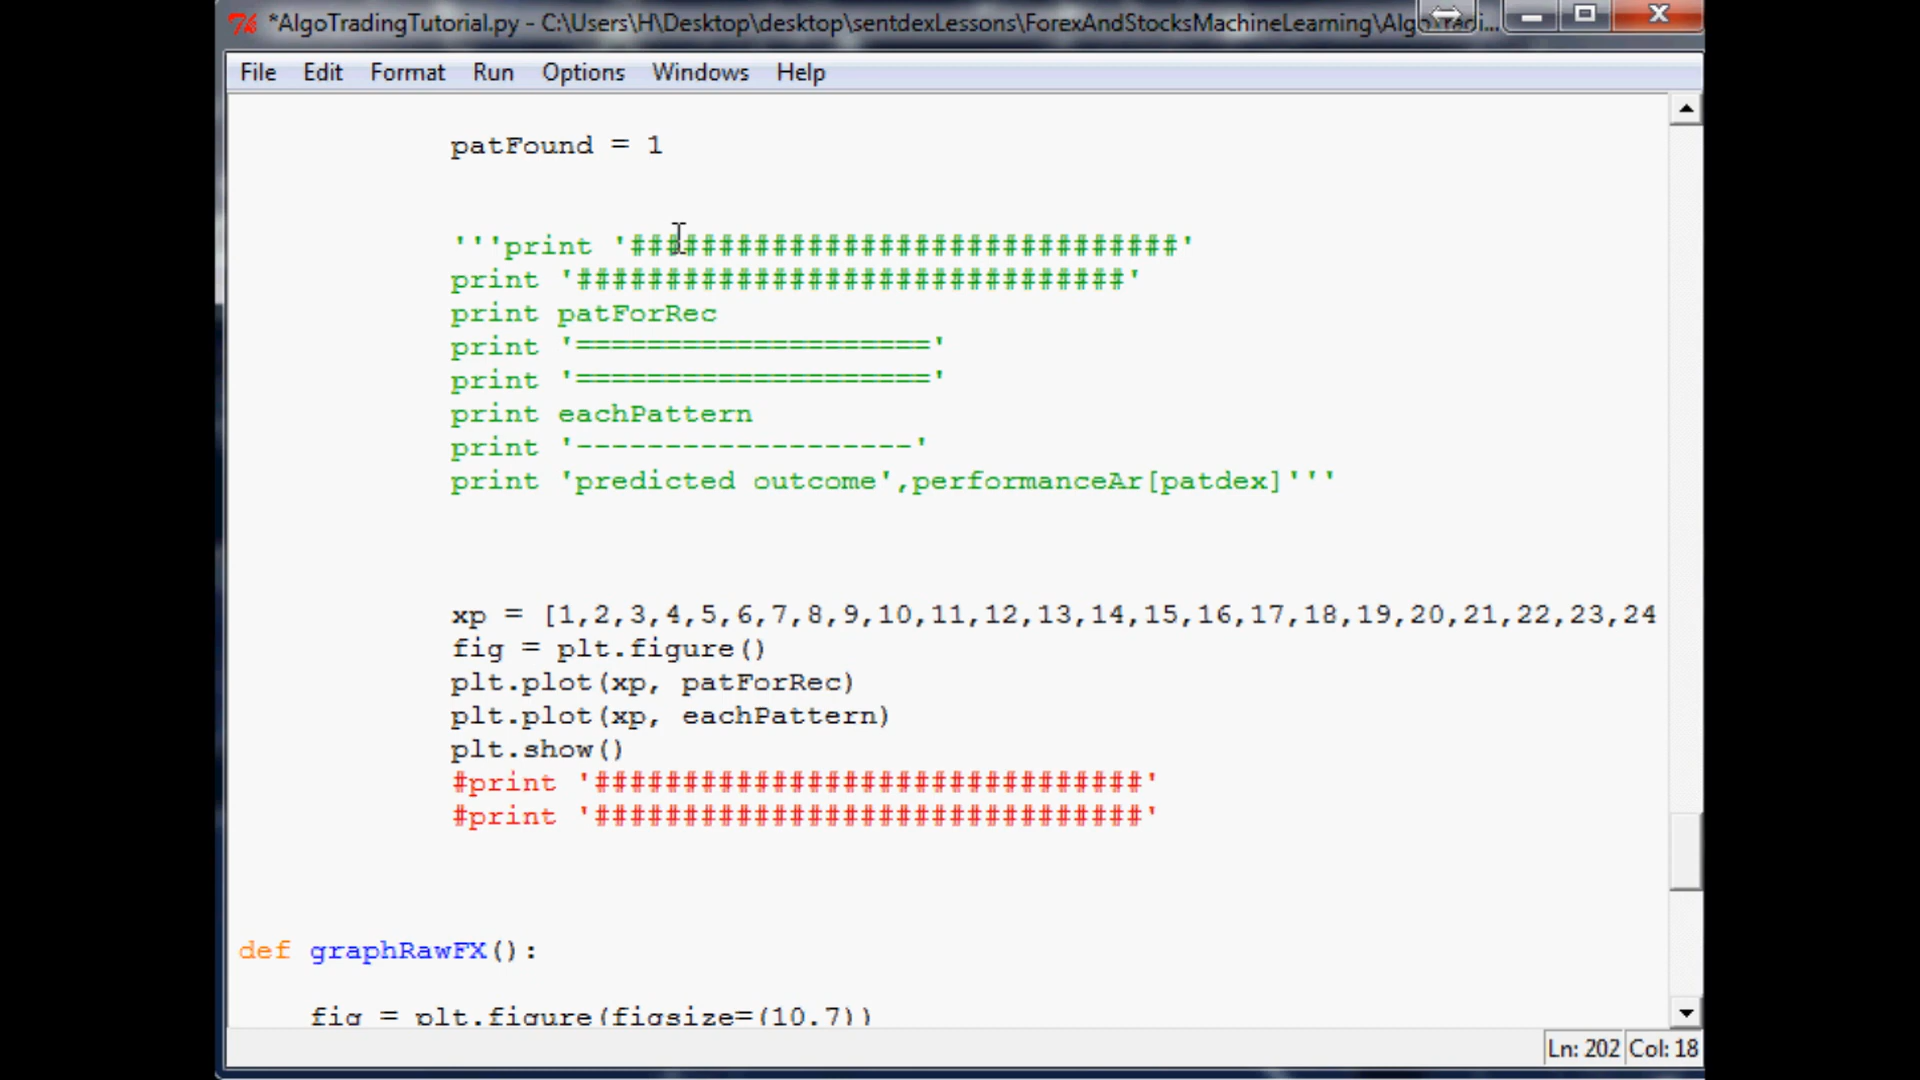 *AlgoTradingTutorial.py - C:\Users\H\Desktop\desktop\sentdexLessons\ForexAndStocksMachineLearning\AlgoTradi...
File Edit Format Run Options Windows Help
patFound = 1
'''print '###############################'
print '###############################'
print patForRec
print '===================='
print '===================='
print eachPattern
print '-------------------'
print 'predicted outcome',performanceAr[patdex]'''
xp = [1,2,3,4,5,6,7,8,9,10,11,12,13,14,15,16,17,18,19,20,21,22,23,24
fig = plt.figure()
plt.plot(xp, patForRec)
plt.plot(xp, eachPattern)
plt.show()
#print '###############################'
#print '###############################'
def graphRawFX():
fig = plt.figure(figsize=(10,7))
Ln: 202 Col: 18